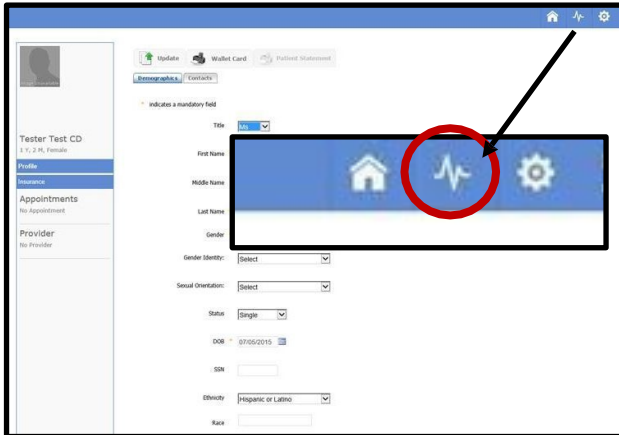 Update Wallet Card Patient Statement
Demographics Contacts
* indicates a mandatory field
Title Ms
First Name
Middle Name
Last Name
Gender
Gender Identity: Select
Sexual Orientation: Select
Status Single
DOB * 07/05/2015
SSN
Ethnicity Hispanic or Latino
Race
Tester Test CD
1 Y, 2 M, Female
Profile
Insurance
Appointments
No Appointment
Provider
No Provider